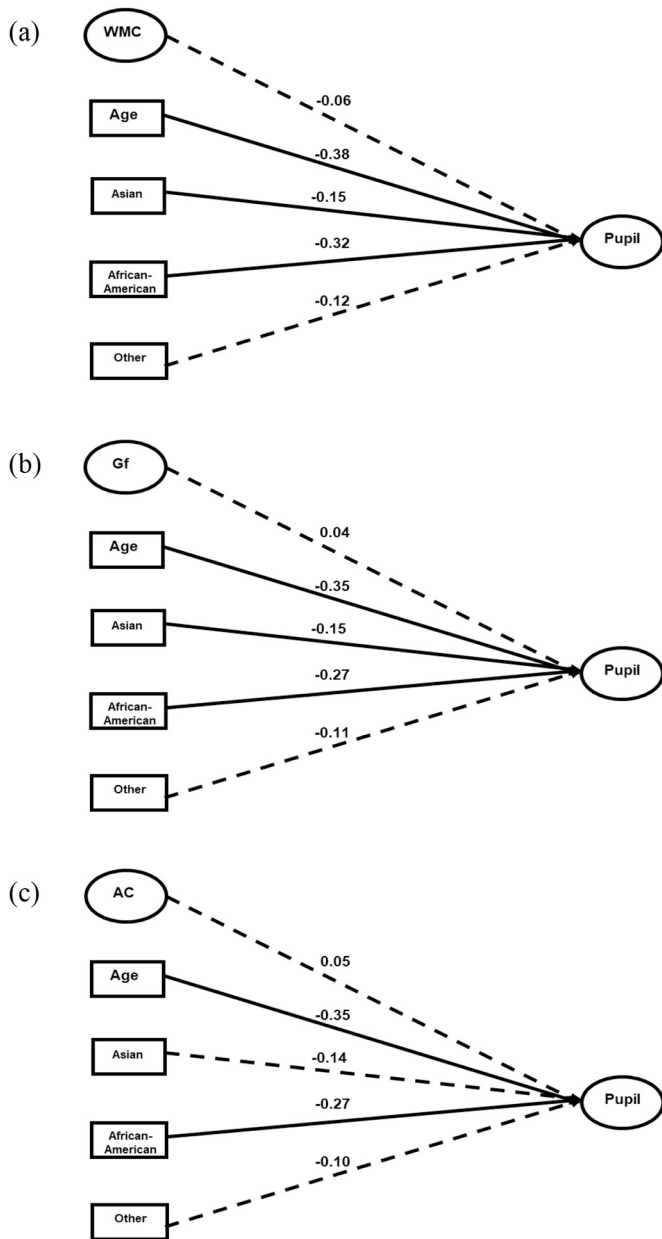 (a)
WMC
-0.06
Age
-0.38
Asian
-0.15
Pupil
African-
American
-0.32
Other
-0.12
(b)
Gf
0.04
Age
-0.35
Asian
-0.15
Pupil
African-
American
-0.27
Other
-0.11
(c)
AC
0.05
Age
-0.35
Asian
-0.14
Pupil
African-
American
-0.27
Other
-0.10